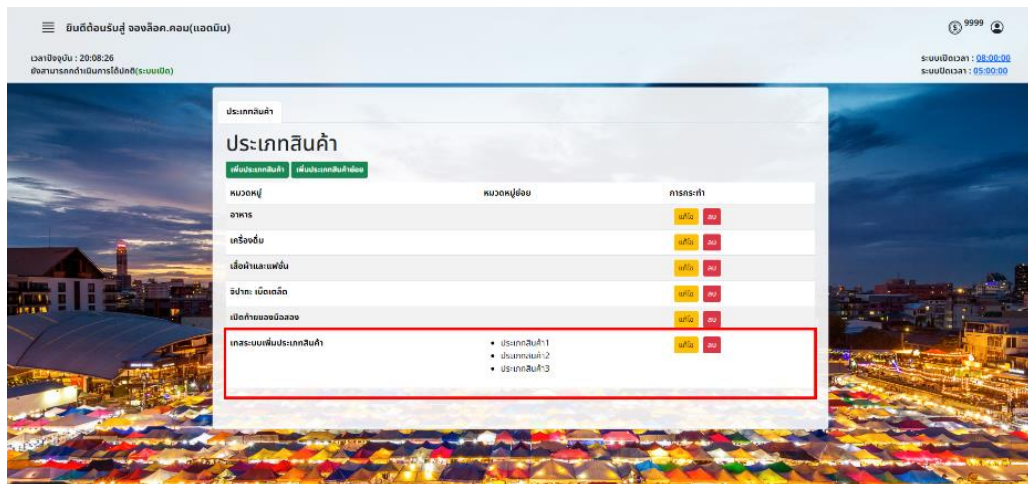 ยินดีต้อนรับสู่ จองล็อค.คอม(แอดมิน)
9999
เวลาปัจจุบัน : 20:08:26
ยังสามารถกดำเนินการได้ปกติ(ระบบเปิด)
ระบบเปิดเวลา : 08:00:00
ระบบปิดเวลา : 05:00:00
ประเภทสินค้า
ประเภทสินค้า
เพิ่มประเภทสินค้า เพิ่มประเภทสินค้าย่อย
หมวดหมู่ หมวดหมู่ย่อย การกระทำ
อาหาร แก้ไข ลบ
เครื่องดื่ม แก้ไข ลบ
เสื้อผ้าและแฟชั่น แก้ไข ลบ
จิปาถะ เบ็ดเตล็ด แก้ไข ลบ
เปิดท้ายของมือสอง แก้ไข ลบ
เทสระบบเพิ่มประเภทสินค้า ประเภทสินค้า1 แก้ไข ลบ
ประเภทสินค้า2
ประเภทสินค้า3